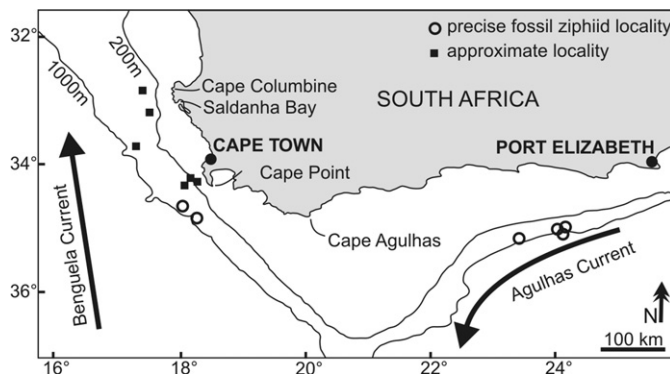 32°
34°
36°
1000m
200m
precise fossil ziphiid locality
approximate locality
Cape Columbine
Saldanha Bay
SOUTH AFRICA
CAPE TOWN
PORT ELIZABETH
Cape Point
Cape Agulhas
Benguela Current
Agulhas Current
N
100 km
16°
18°
20°
22°
24°